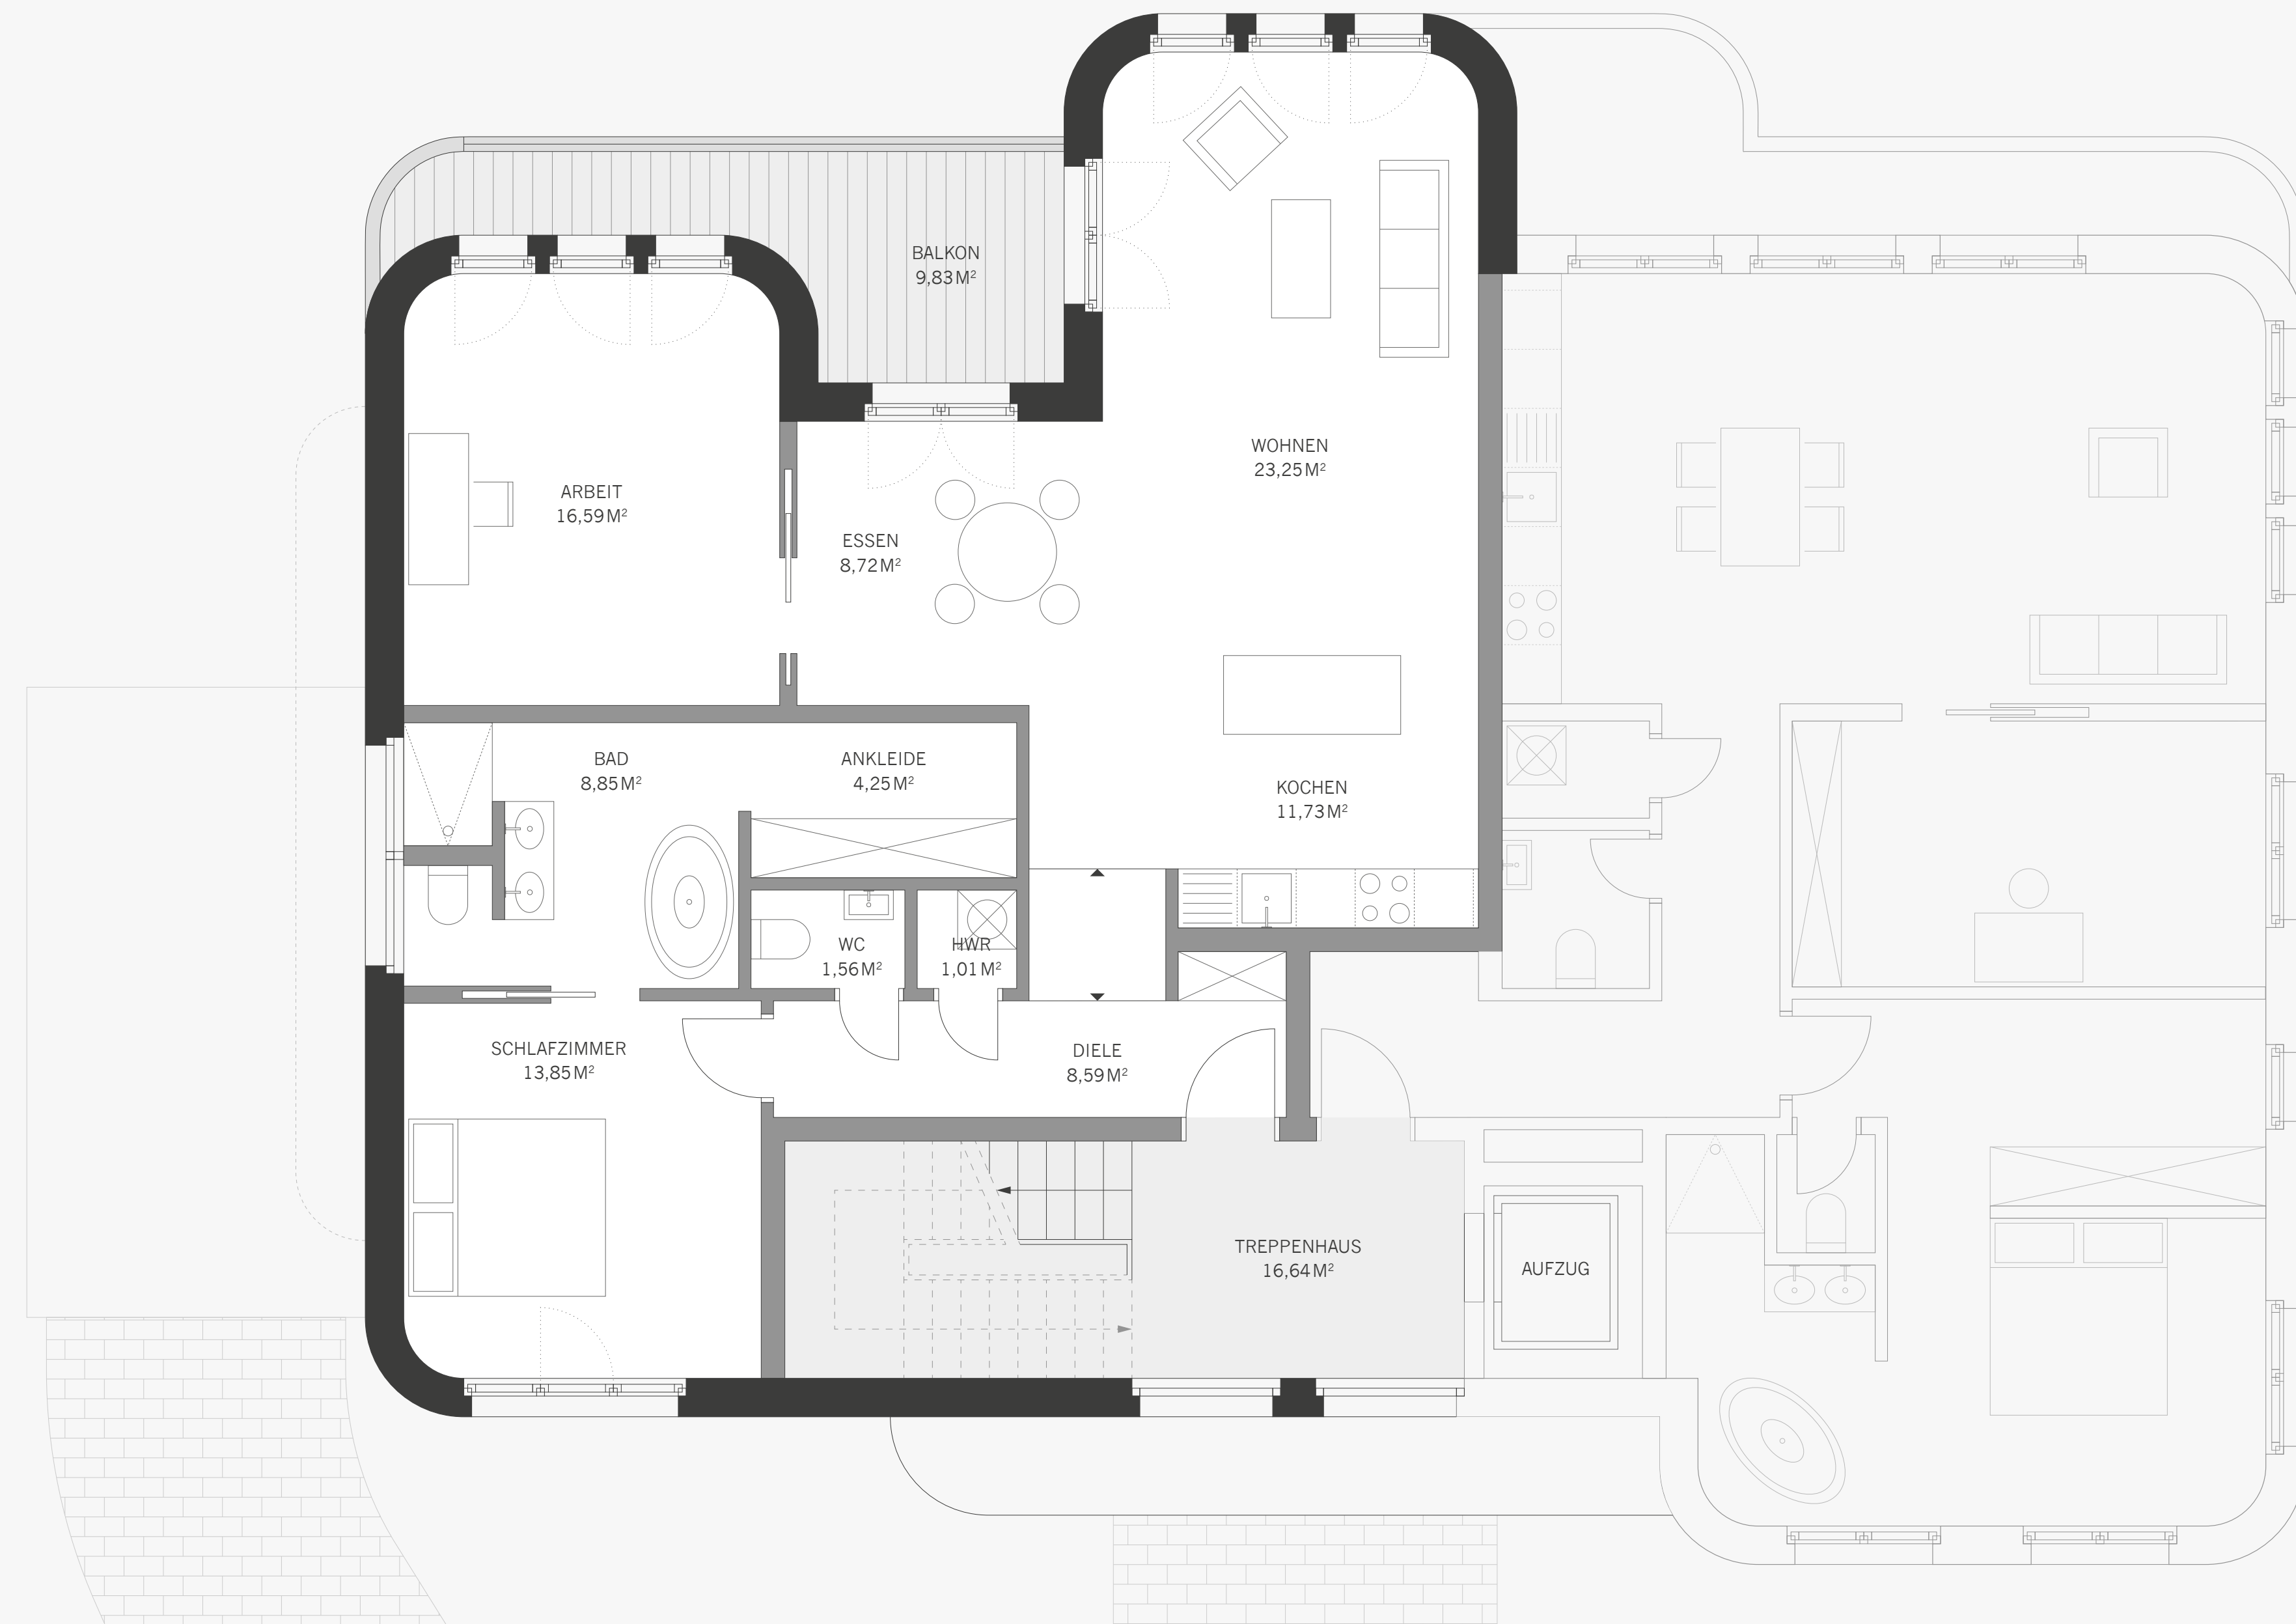 BALKON
9,83 M²
WOHNEN
23,25 M²
ARBEIT
16,59 M²
ESSEN
8,72 M²
BAD
8,85 M²
ANKLEIDE
4,25 M²
KOCHEN
11,73 M²
WC
1,56 M²
HWR
1,01 M²
SCHLAFZIMMER
13,85 M²
DIELE
8,59 M²
TREPPENHAUS
16,64 M²
AUFZUG